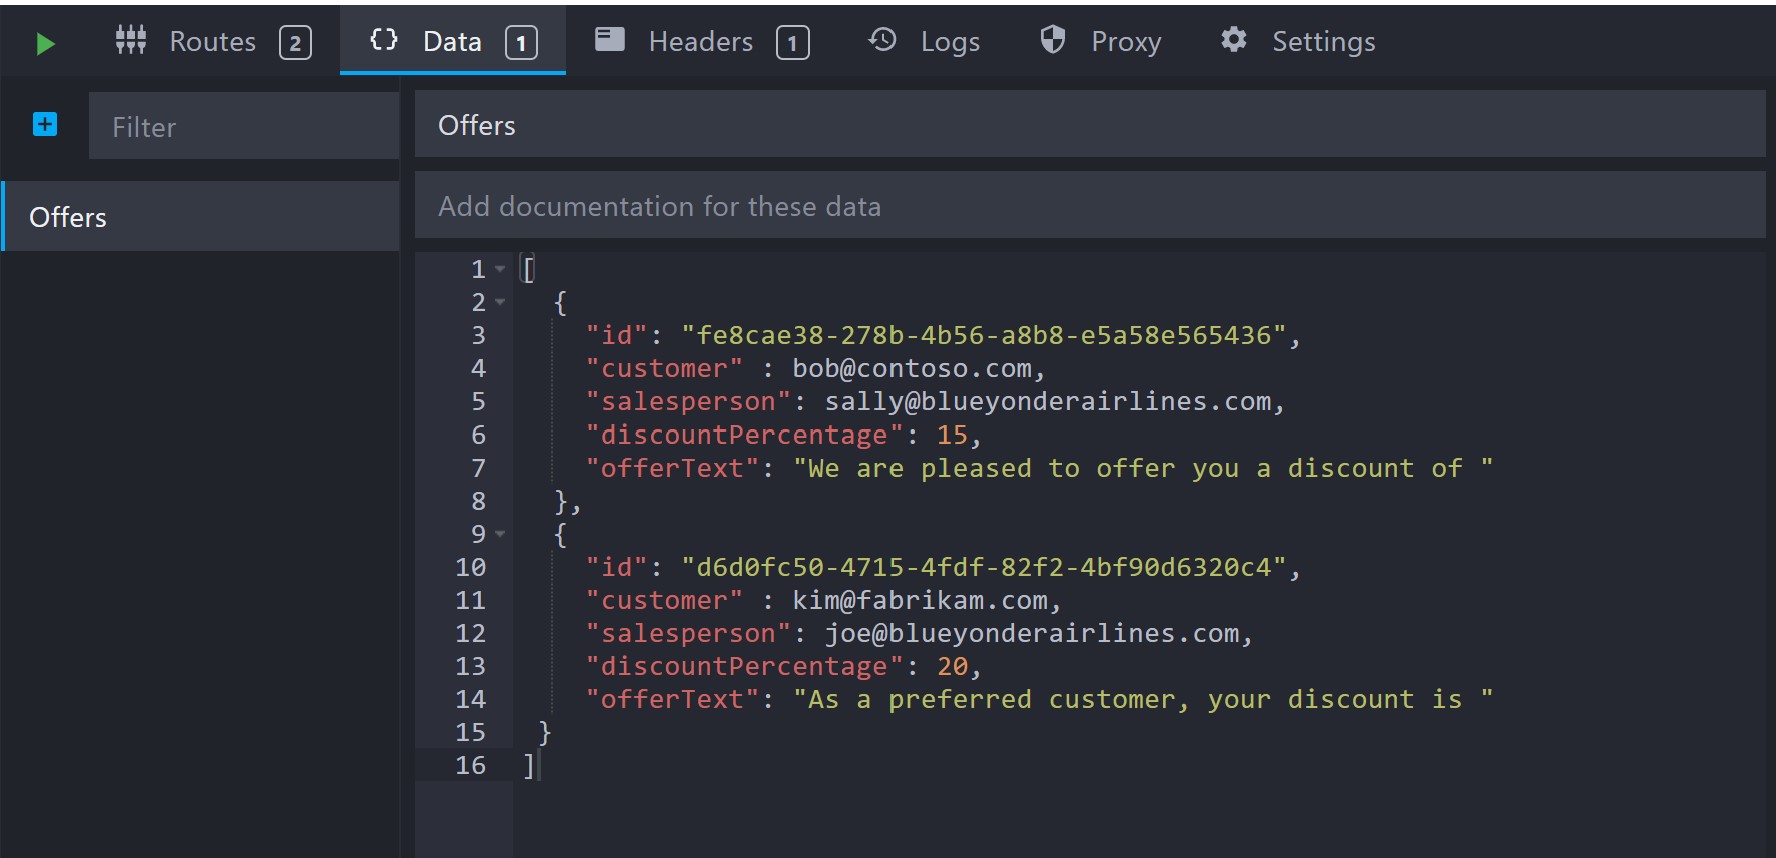 Routes 2 Data 1 Headers 1 Logs Proxy Settings
Filter
Offers
Offers
Add documentation for these data
1 [
2 {
3 "id": "fe8cae38-278b-4b56-a8b8-e5a58e565436",
4 "customer" : bob@contoso.com,
5 "salesperson": sally@blueyonderairlines.com,
6 "discountPercentage": 15,
7 "offerText": "We are pleased to offer you a discount of "
8 },
9 {
10 "id": "d6d0fc50-4715-4fdf-82f2-4bf90d6320c4",
11 "customer" : kim@fabrikam.com,
12 "salesperson": joe@blueyonderairlines.com,
13 "discountPercentage": 20,
14 "offerText": "As a preferred customer, your discount is "
15 }
16 ]